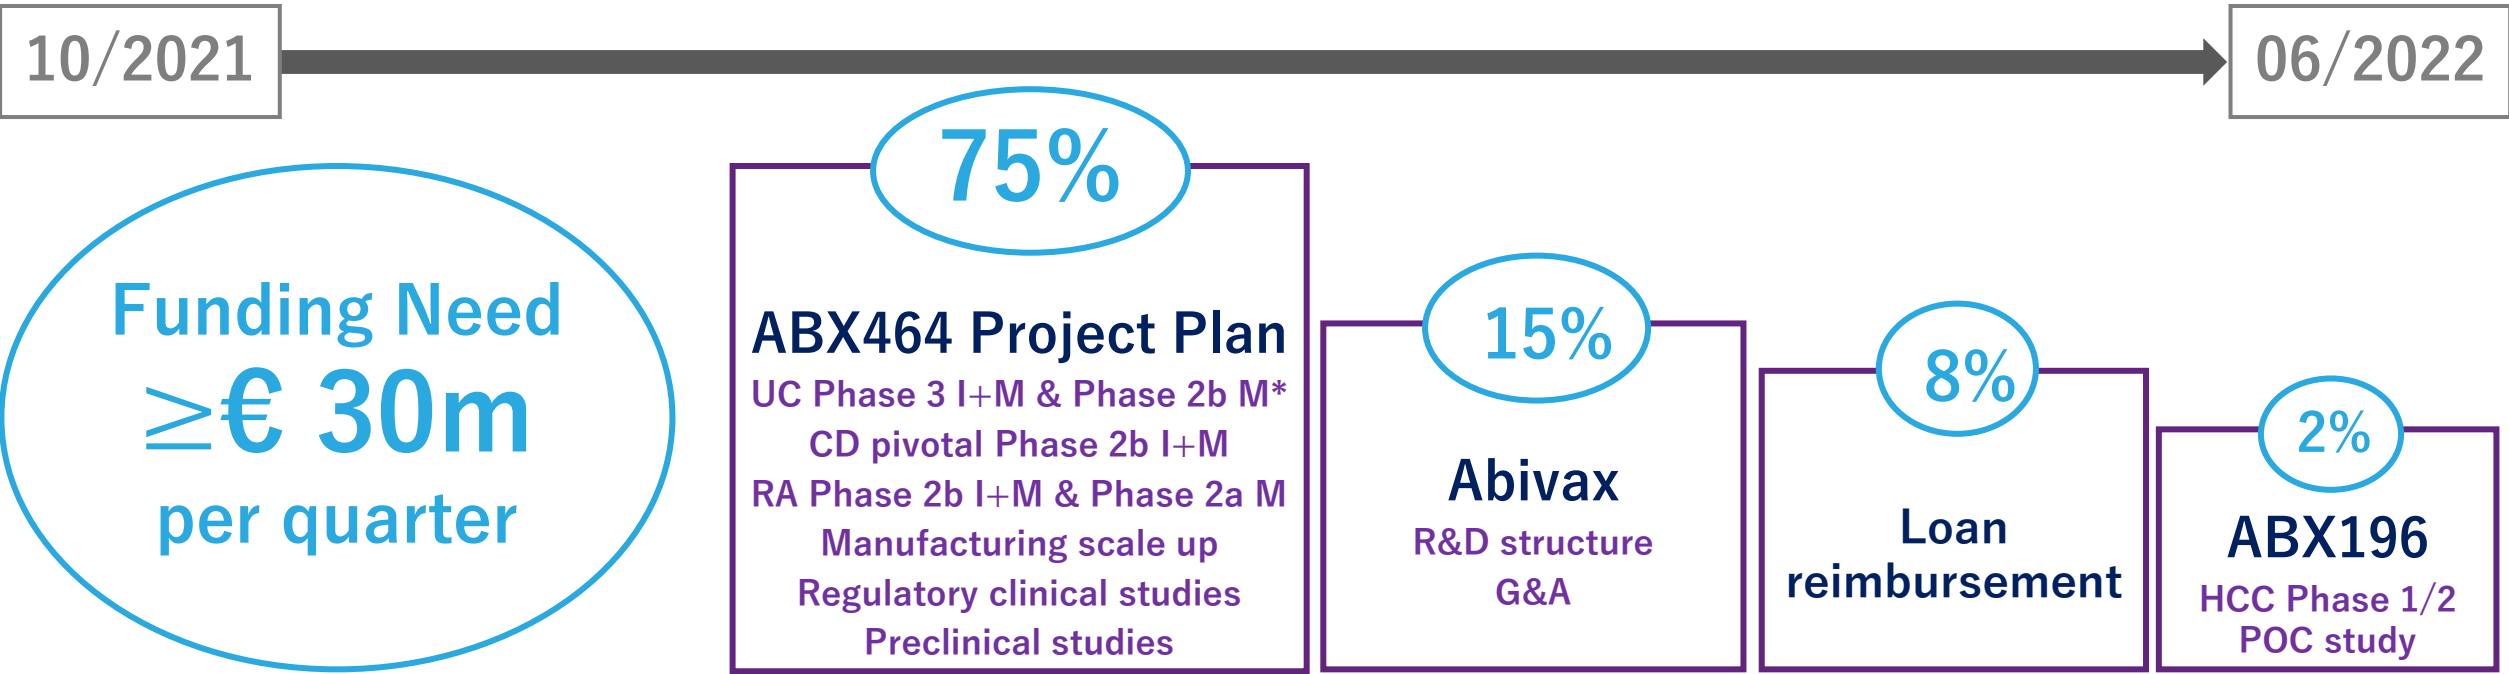 10/2021
06/2022
Funding Need
≥€ 30m
per quarter
75%
ABX464 Project Plan
UC Phase 3 I+M & Phase 2b M*
CD pivotal Phase 2b I+M
RA Phase 2b I+M & Phase 2a M
Manufacturing scale up
Regulatory clinical studies
Preclinical studies
15%
Abivax
R&D structure
G&A
8%
Loan
reimbursement
2%
ABX196
HCC Phase 1/2
POC study